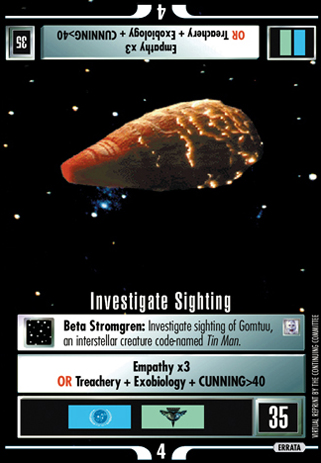 4
35
Empathy x3
OR Treachery + Exobiology + CUNNING>40
Investigate Sighting
Beta Stromgren: Investigate sighting of Gomtuu,
an interstellar creature code-named Tin Man.
Empathy x3
OR Treachery + Exobiology + CUNNING>40
35
4
ERRATA
VIRTUAL REPRINT BY THE CONTINUING COMMITTEE